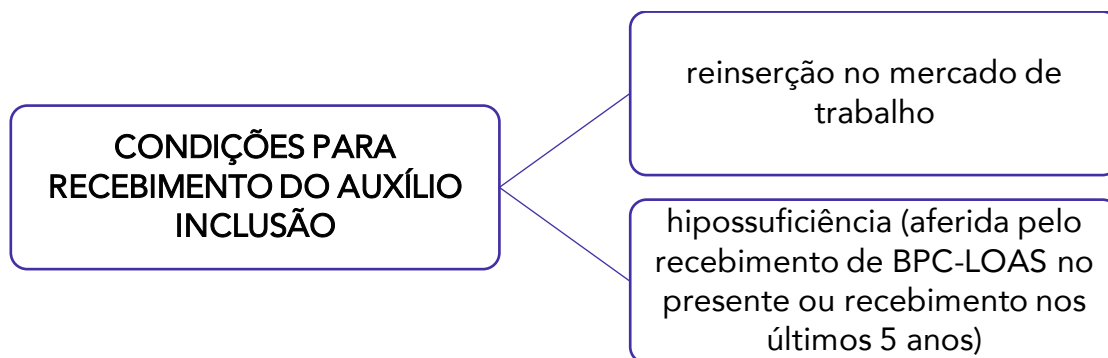 CONDIÇÕES PARA
RECEBIMENTO DO AUXÍLIO
INCLUSÃO
reinserção no mercado de
trabalho
hipossuficiência (aferida pelo
recebimento de BPC-LOAS no
presente ou recebimento nos
últimos 5 anos)